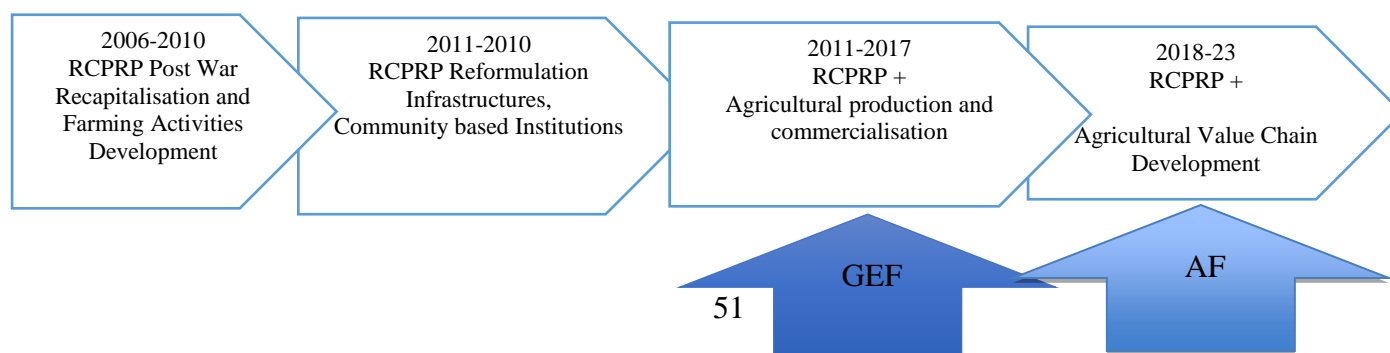 2006-2010
RCPRP Post War
Recapitalisation and
Farming Activities
Development
2011-2010
RCPRP Reformulation
Infrastructures,
Community based Institutions
2011-2017
RCPRP +
Agricultural production and
commercialisation
2018-23
RCPRP +
Agricultural Value Chain
Development
GEF
AF
51